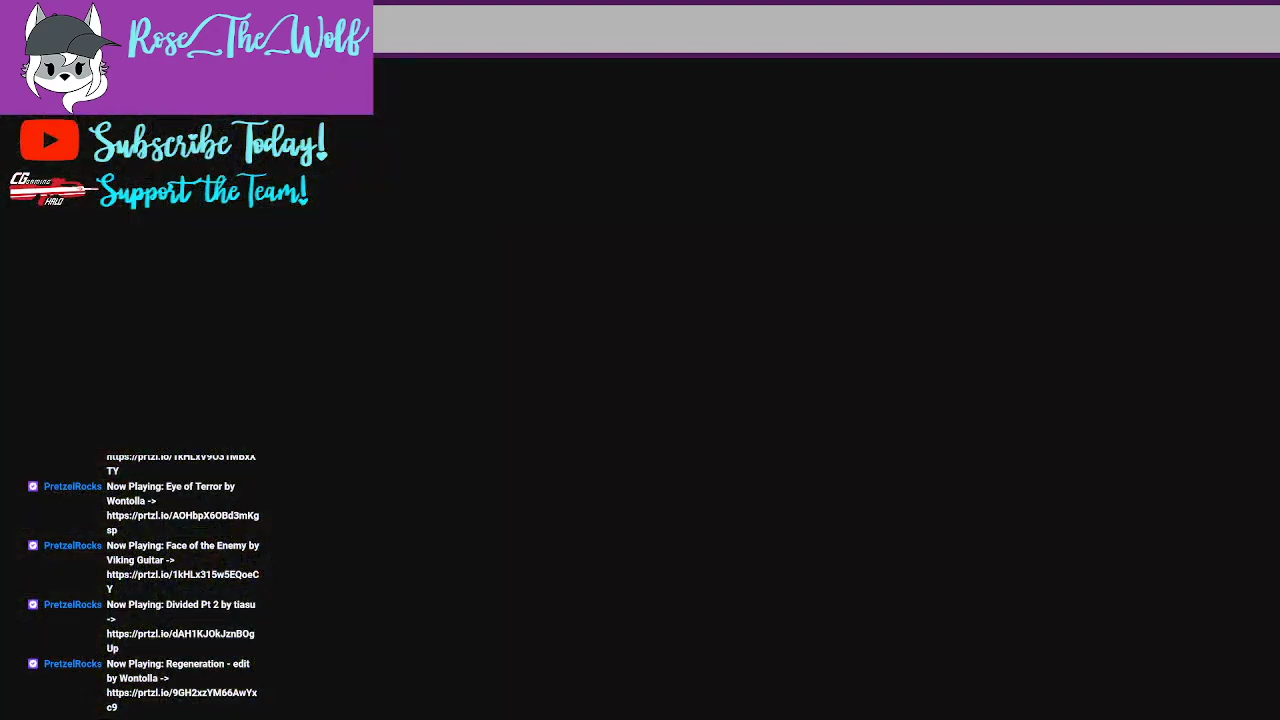 Rose_The_Wolf
Subscribe Today!
CGGAMING
HALO
Support the Team!
TY
PretzelRocks Now Playing: Eye of Terror by
Wontolla ->
https://prtzl.io/AOHbpX6OBd3mKg
sp
PretzelRocks Now Playing: Face of the Enemy by
Viking Guitar ->
https://prtzl.io/1kHLx315w5EQoeC
Y
PretzelRocks Now Playing: Divided Pt 2 by tiasu
->
https://prtzl.io/dAH1KJOkJznBOg
Up
PretzelRocks Now Playing: Regeneration - edit
by Wontolla ->
https://prtzl.io/9GH2xzYM66AwYx
c9